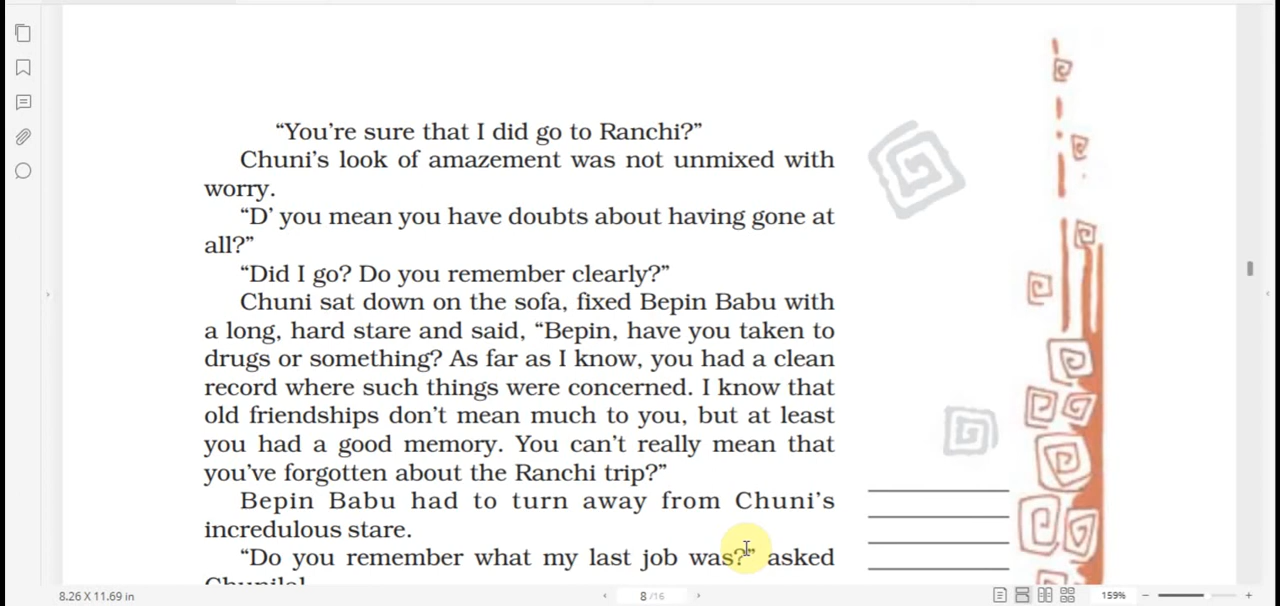 “You’re sure that I did go to Ranchi?”
Chuni’s look of amazement was not unmixed with
worry.
“D’ you mean you have doubts about having gone at
all?”
“Did I go? Do you remember clearly?”
Chuni sat down on the sofa, fixed Bepin Babu with
a long, hard stare and said, “Bepin, have you taken to
drugs or something? As far as I know, you had a clean
record where such things were concerned. I know that
old friendships don’t mean much to you, but at least
you had a good memory. You can’t really mean that
you’ve forgotten about the Ranchi trip?”
Bepin Babu had to turn away from Chuni’s
incredulous stare.
“Do you remember what my last job was?” asked
Chunilal
8.26 X 11.69 in
8 /16
159%